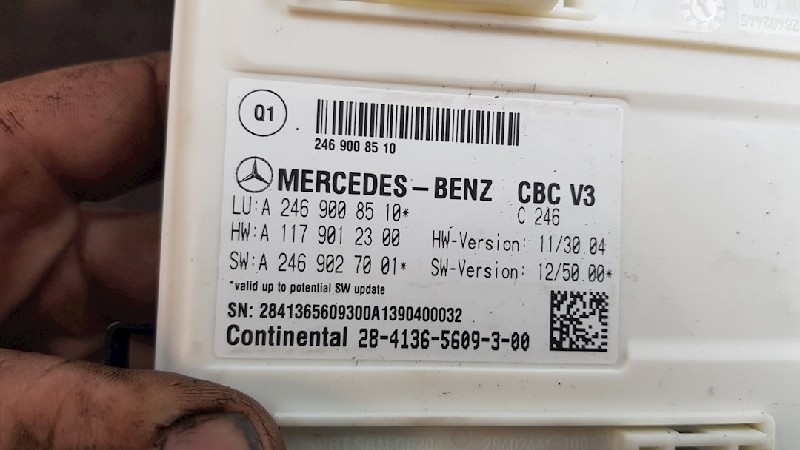 28402445
Q1
246 900 85 10
MERCEDES-BENZ CBC V3
C 246
LU:A 246 900 85 10*
HW:A 117 901 23 00 HW-Version: 11/30.04
SW:A 246 902 70 01* SW-Version: 12/50.00*
*valid up to potential SW update
SN: 2841365609300A1390400032
Continental 28-4136-5609-3-00